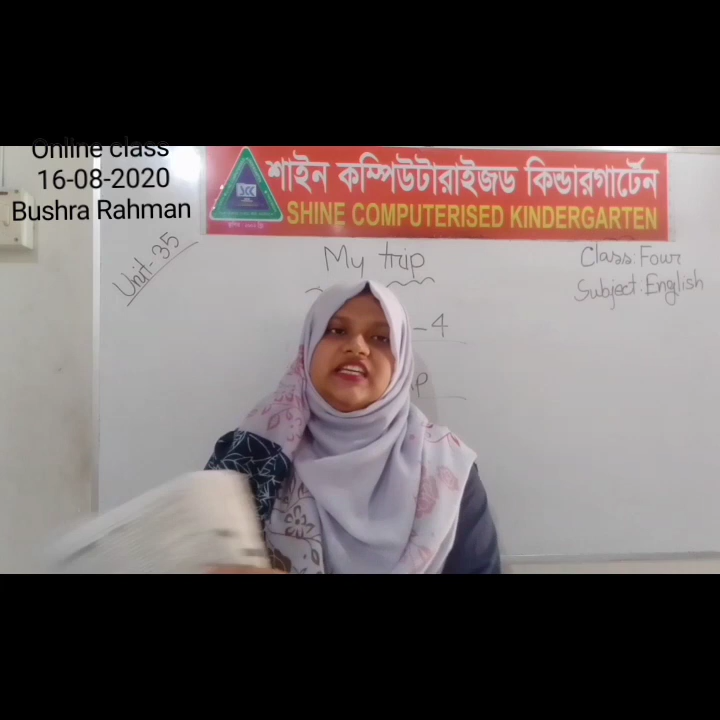 Online class
16-08-2020
Bushra Rahman
শাইন কম্পিউটারাইজড কিন্ডারগার্টেন
SHINE COMPUTERISED KINDERGARTEN
Unit-35
My trip
Class: Four
Subject: English
-4